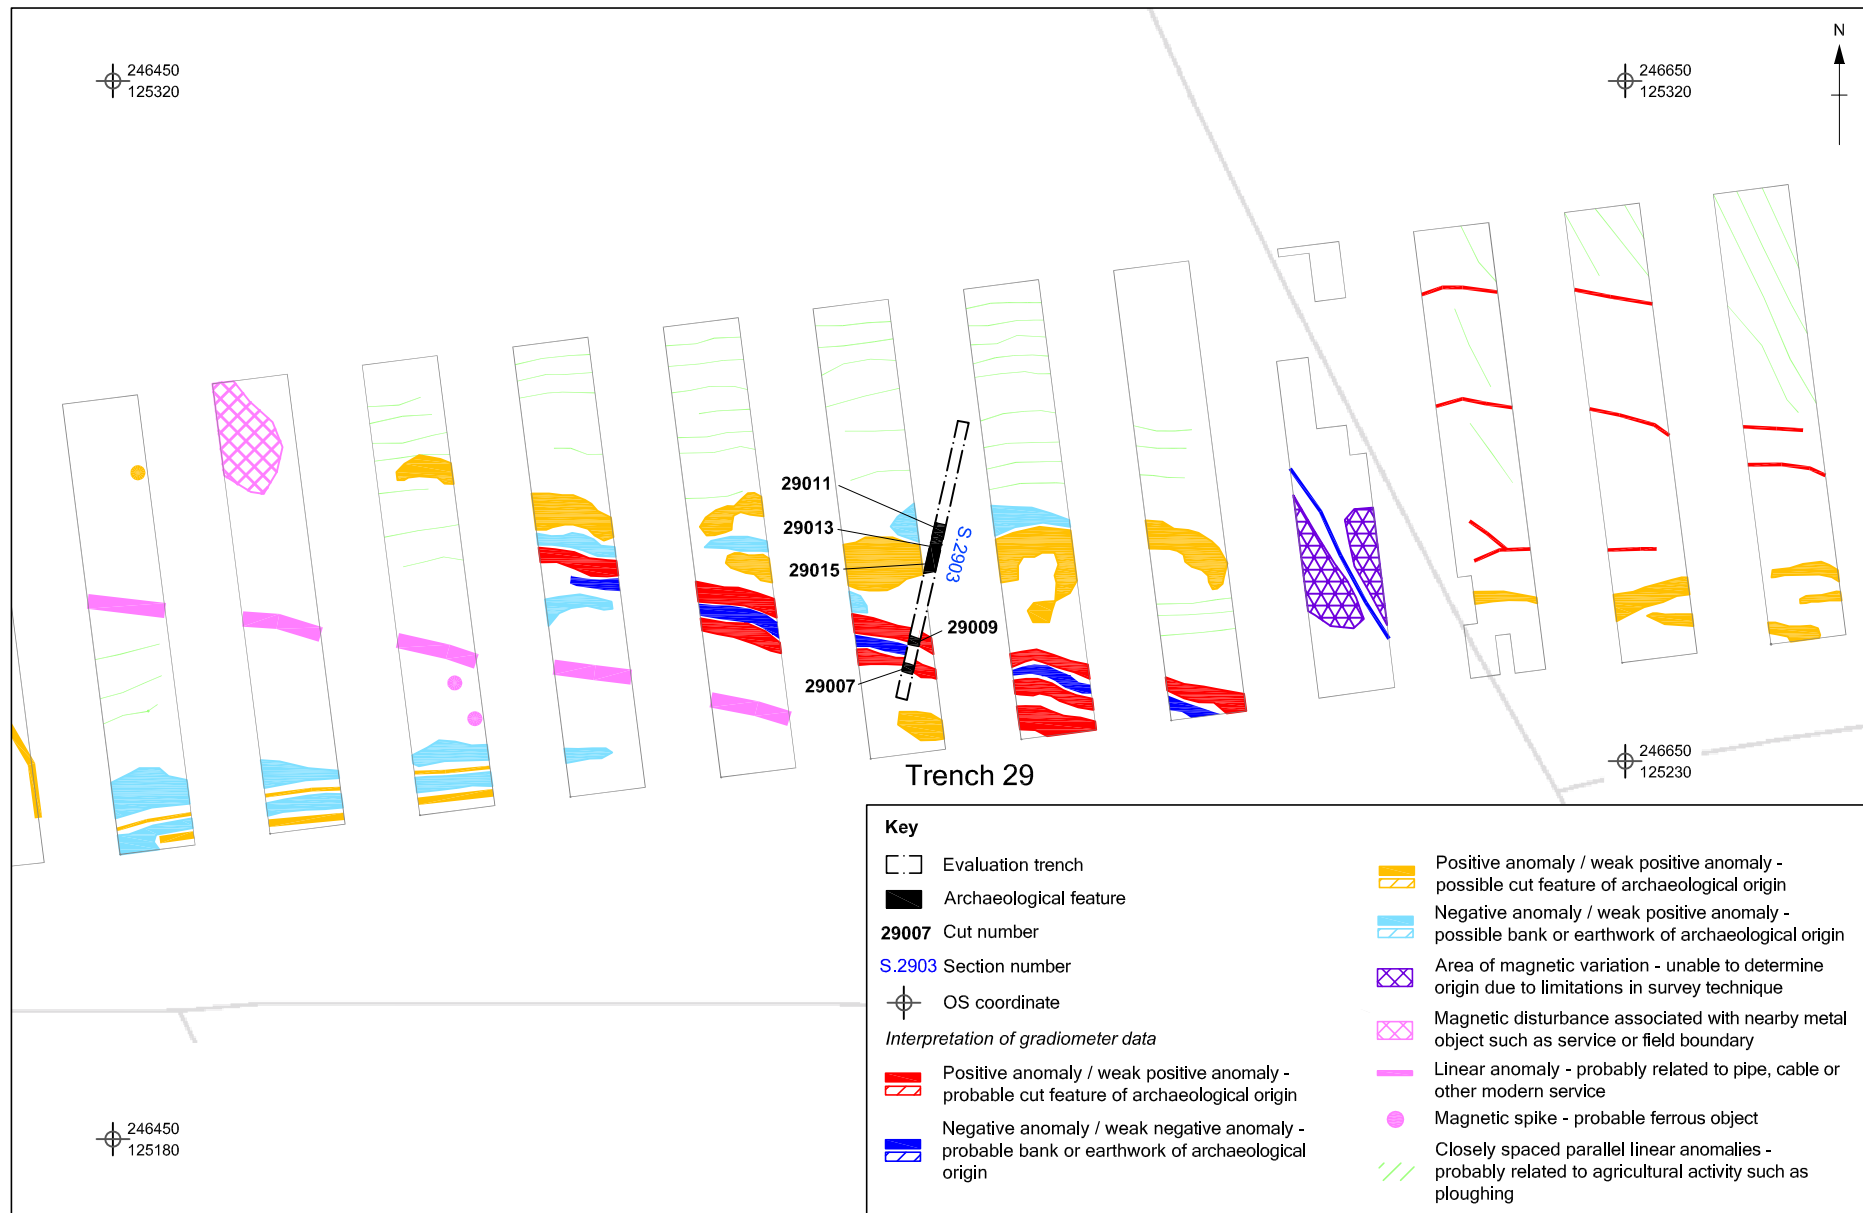 N
246450
125320
246650
125320
29011
29013
29015
S.2903
29009
29007
246650
125230
Trench 29
246450
125180
Key
Evaluation trench
Archaeological feature
29007 Cut number
S.2903 Section number
OS coordinate
Interpretation of gradiometer data
Positive anomaly / weak positive anomaly -
probable cut feature of archaeological origin
Negative anomaly / weak negative anomaly -
probable bank or earthwork of archaeological
origin
Positive anomaly / weak positive anomaly -
possible cut feature of archaeological origin
Negative anomaly / weak positive anomaly -
possible bank or earthwork of archaeological origin
Area of magnetic variation - unable to determine
origin due to limitations in survey technique
Magnetic disturbance associated with nearby metal
object such as service or field boundary
Linear anomaly - probably related to pipe, cable or
other modern service
Magnetic spike - probable ferrous object
Closely spaced parallel linear anomalies -
probably related to agricultural activity such as
ploughing